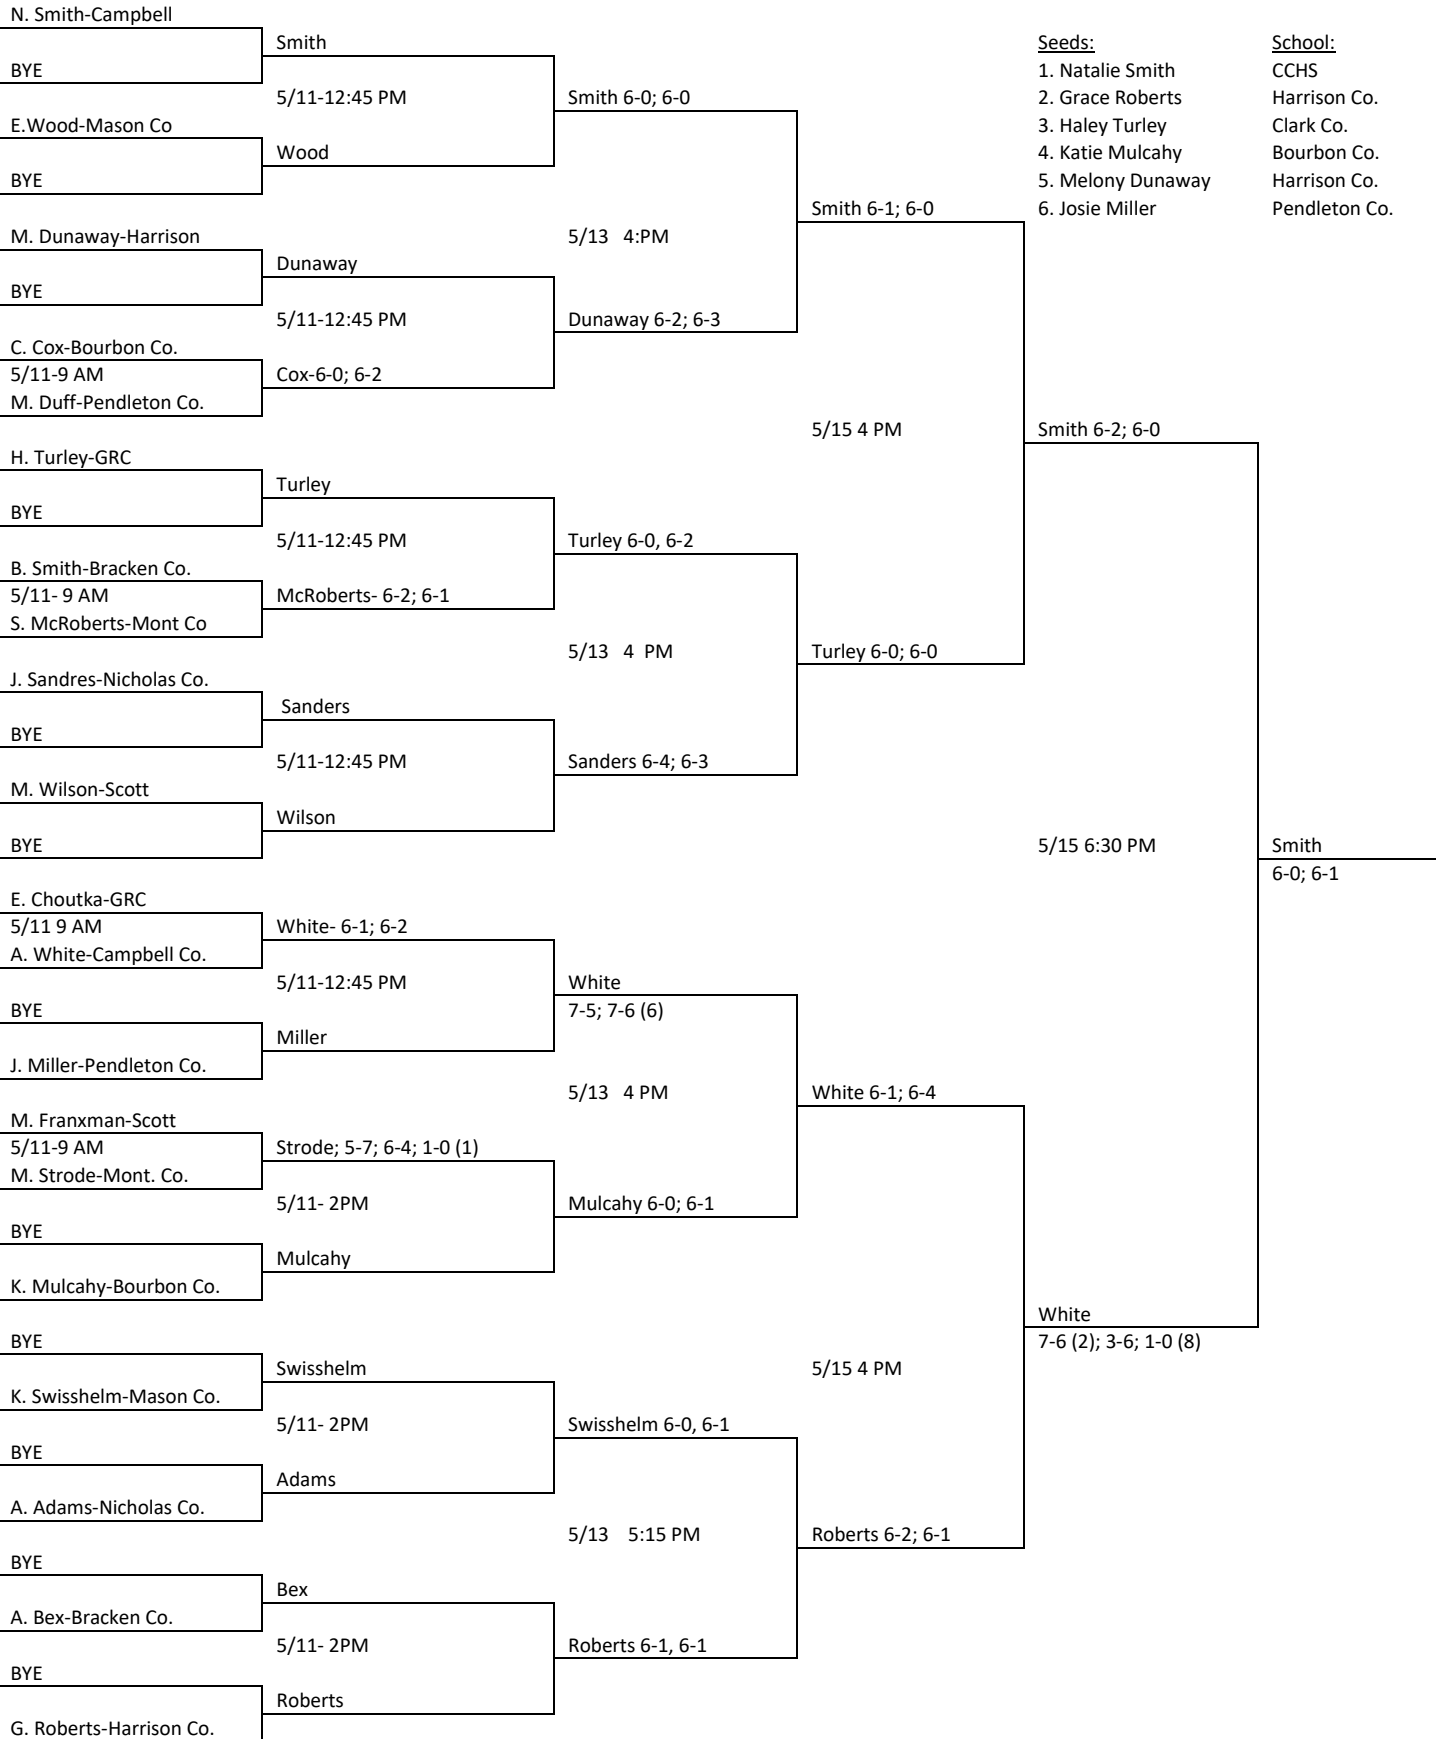 N. Smith-Campbell
BYE
E.Wood-Mason Co
BYE
M. Dunaway-Harrison
BYE
C. Cox-Bourbon Co.
5/11-9 AM
M. Duff-Pendleton Co.
H. Turley-GRC
BYE
B. Smith-Bracken Co.
5/11- 9 AM
S. McRoberts-Mont Co
J. Sandres-Nicholas Co.
BYE
M. Wilson-Scott
BYE
E. Choutka-GRC
5/11 9 AM
A. White-Campbell Co.
BYE
J. Miller-Pendleton Co.
M. Franxman-Scott
5/11-9 AM
M. Strode-Mont. Co.
BYE
K. Mulcahy-Bourbon Co.
BYE
K. Swisshelm-Mason Co.
BYE
A. Adams-Nicholas Co.
BYE
A. Bex-Bracken Co.
BYE
G. Roberts-Harrison Co.
Smith
5/11-12:45 PM
Wood
Dunaway
5/11-12:45 PM
Cox-6-0; 6-2
Turley
5/11-12:45 PM
McRoberts- 6-2; 6-1
Sanders
5/11-12:45 PM
Wilson
White- 6-1; 6-2
5/11-12:45 PM
Miller
Strode; 5-7; 6-4; 1-0 (1)
5/11- 2PM
Mulcahy
Swisshelm
5/11- 2PM
Adams
Bex
5/11- 2PM
Roberts
Smith 6-0; 6-0
5/13 4:PM
Dunaway 6-2; 6-3
Turley 6-0, 6-2
5/13 4 PM
Sanders 6-4; 6-3
White
7-5; 7-6 (6)
5/13 4 PM
Mulcahy 6-0; 6-1
Swisshelm 6-0, 6-1
5/13 5:15 PM
Roberts 6-1, 6-1
Smith 6-1; 6-0
5/15 4 PM
Turley 6-0; 6-0
White 6-1; 6-4
5/15 4 PM
Roberts 6-2; 6-1
Seeds: School:
1. Natalie Smith CCHS
2. Grace Roberts Harrison Co.
3. Haley Turley Clark Co.
4. Katie Mulcahy Bourbon Co.
5. Melony Dunaway Harrison Co.
6. Josie Miller Pendleton Co.
Smith 6-2; 6-0
5/15 6:30 PM
White
7-6 (2); 3-6; 1-0 (8)
Smith
6-0; 6-1